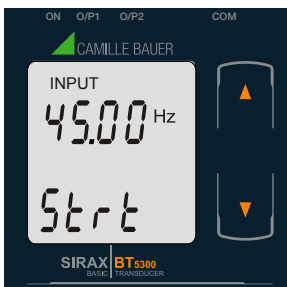 ON O/P1 O/P2 COM
CAMILLE BAUER
INPUT
45.00 Hz
Strt
SIRAX BT5300
BASIC TRANSDUCER